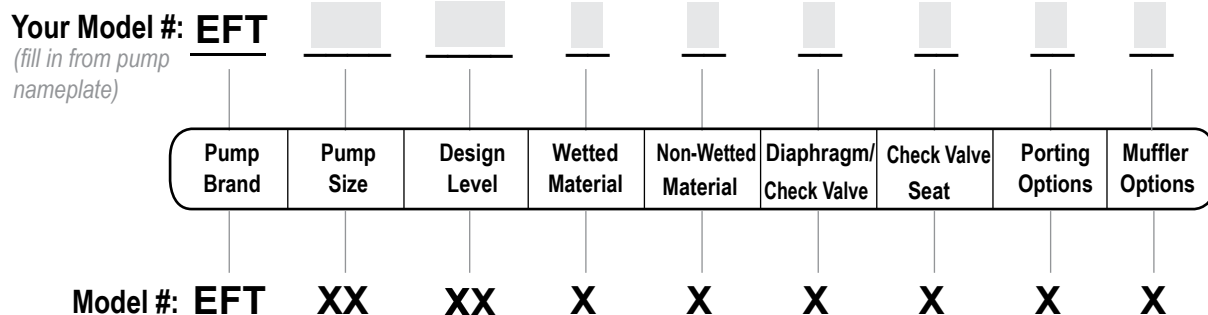 Your Model #: EFT
(fill in from pump
nameplate)
Pump Brand
Pump Size
Design Level
Wetted Material
Non-Wetted Material
Diaphragm/ Check Valve
Check Valve Seat
Porting Options
Muffler Options
Model #: EFT XX XX X X X X X X